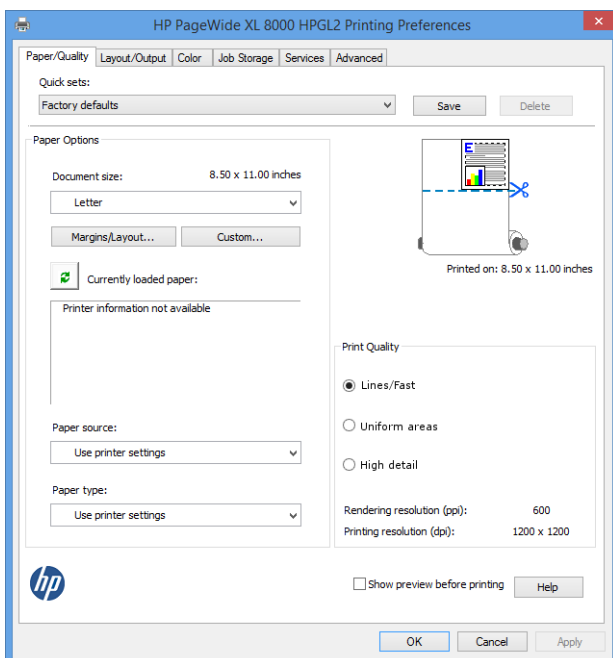 HP PageWide XL 8000 HPGL2 Printing Preferences
Paper/Quality Layout/Output Color Job Storage Services Advanced
Quick sets:
Factory defaults Save Delete
Paper Options
Document size: 8.50 x 11.00 inches
Letter
Margins/Layout... Custom...
Currently loaded paper:
Printer information not available
Paper source:
Use printer settings
Paper type:
Use printer settings
E
Printed on: 8.50 x 11.00 inches
Print Quality
Lines/Fast
Uniform areas
High detail
Rendering resolution (ppi): 600
Printing resolution (dpi): 1200 x 1200
hp
Show preview before printing Help
OK Cancel Apply